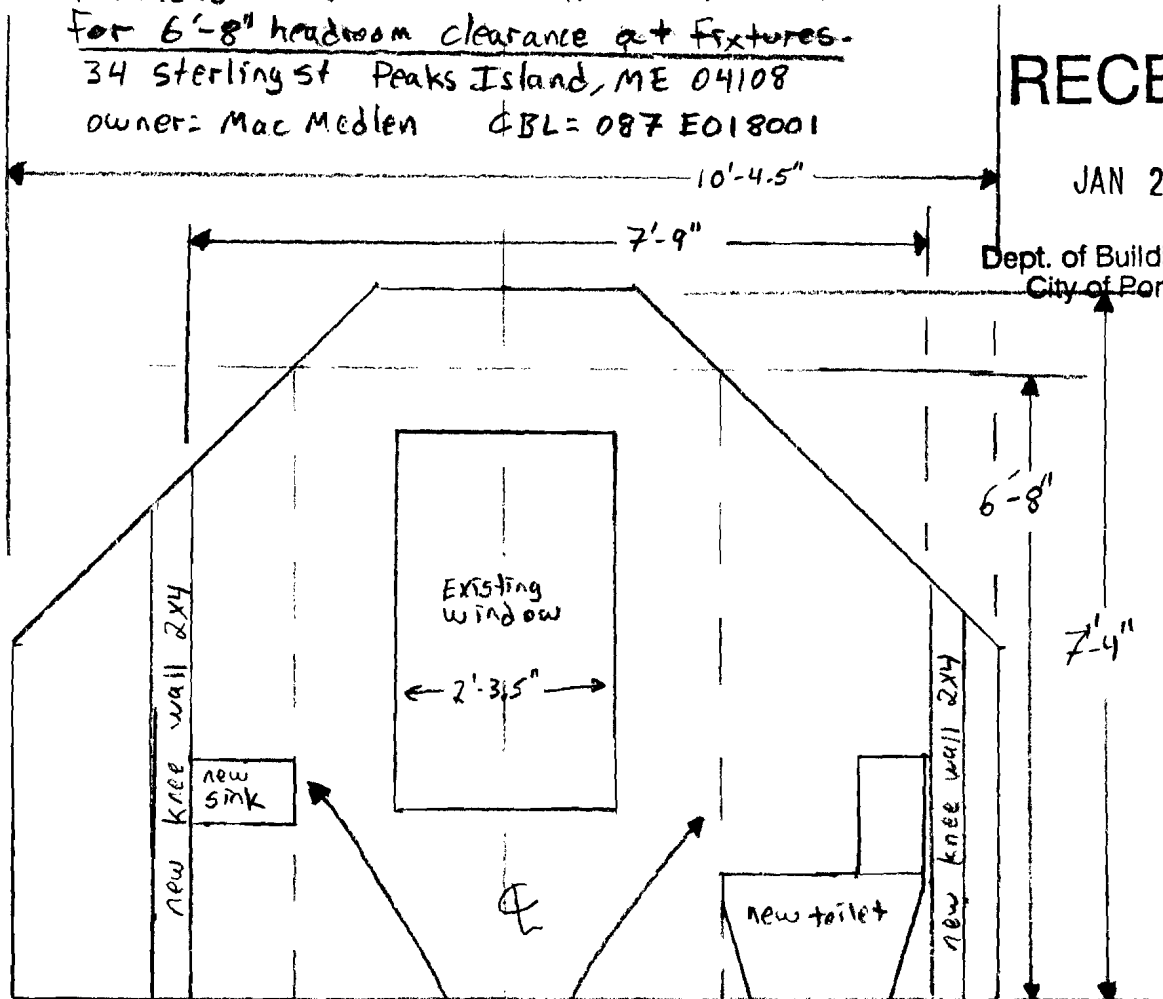 For 6'-8" headroom clearance at fixtures.
34 Sterling St Peaks Island, ME 04108
owner: Mac Medlen CBL= 087 E018001
RECE
JAN 2
Dept. of Build
City of Por
10'-4.5"
7'-9"
6'-8"
7'-4"
Existing
window
2'-3.5"
new knee wall 2x4
new
sink
new toilet
new knee wall 2x4